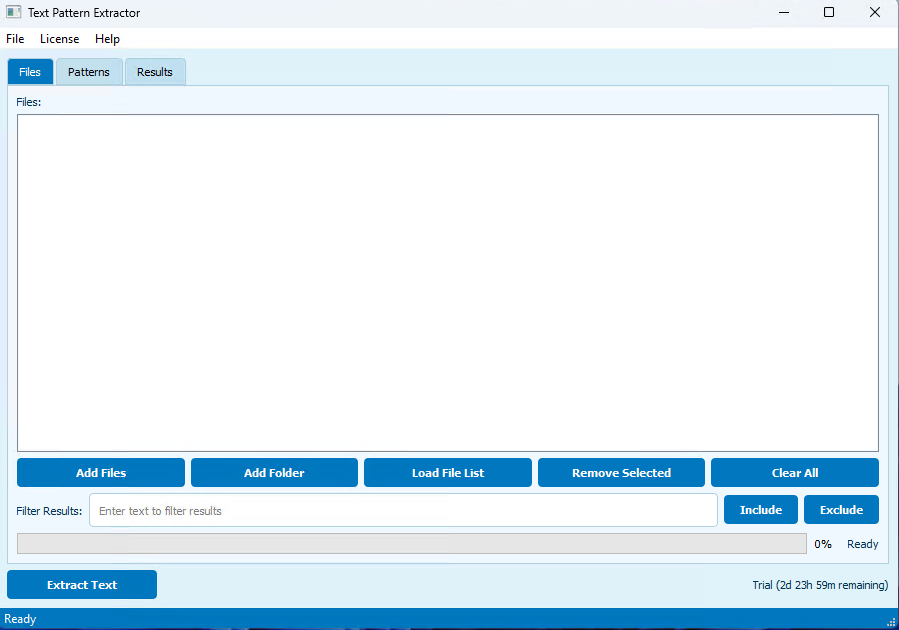 Text Pattern Extractor
File License Help
Files Patterns Results
Files:
Add Files Add Folder Load File List Remove Selected Clear All
Filter Results: Enter text to filter results Include Exclude
0% Ready
Extract Text Trial (2d 23h 59m remaining)
Ready